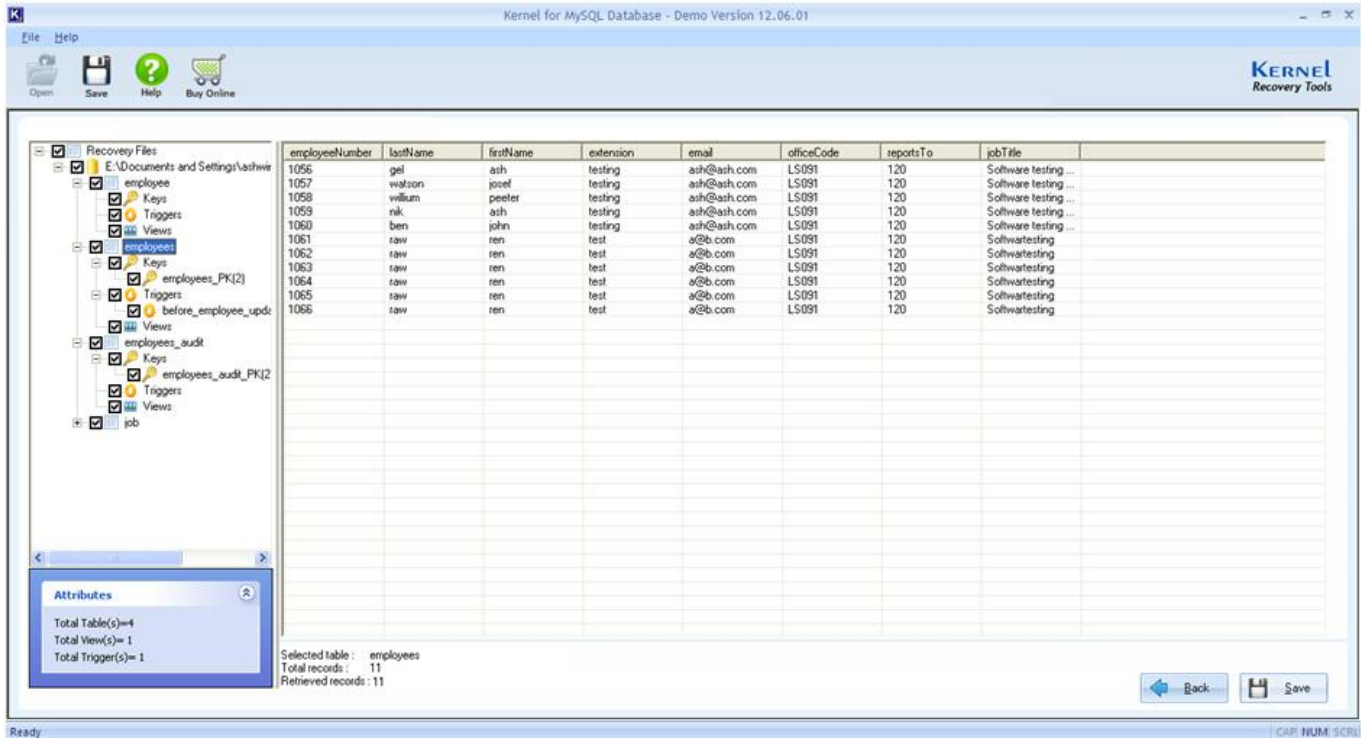 Kernel for MySQL Database - Demo Version 12.06.01
File Help
Open Save Help Buy Online
KERNEL
Recovery Tools
Recovery Files
E:\Documents and Settings\ashwi
employee
Keys
Triggers
Views
employees
Keys
employees_PK(2)
Triggers
before_employee_upda
Views
employees_audit
Keys
employees_audit_PK(2
Triggers
Views
job
employeeNumber lastName firstName extension email officeCode reportsTo jobTitle
1056 gel ash testing ash@ash.com LS091 120 Software testing ...
1057 watson josef testing ash@ash.com LS091 120 Software testing ...
1058 willium peeter testing ash@ash.com LS091 120 Software testing ...
1059 nik ash testing ash@ash.com LS091 120 Software testing ...
1060 ben john testing ash@ash.com LS091 120 Software testing ...
1061 raw ren test a@b.com LS091 120 Softwartesting
1062 raw ren test a@b.com LS091 120 Softwartesting
1063 raw ren test a@b.com LS091 120 Softwartesting
1064 raw ren test a@b.com LS091 120 Softwartesting
1065 raw ren test a@b.com LS091 120 Softwartesting
1066 raw ren test a@b.com LS091 120 Softwartesting
Attributes
Total Table(s)=4
Total View(s)= 1
Total Trigger(s)= 1
Selected table : employees
Total records : 11
Retrieved records : 11
Back Save
Ready CAP NUM SCRL